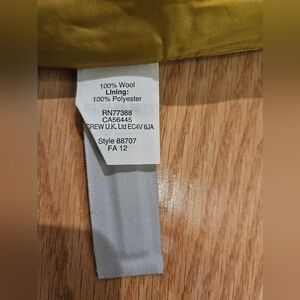 100% Wool
Lining:
100% Polyester
RN77388
CA56445
CREW U.K. Ltd EC4V 6JA
Style 88707
FA 12